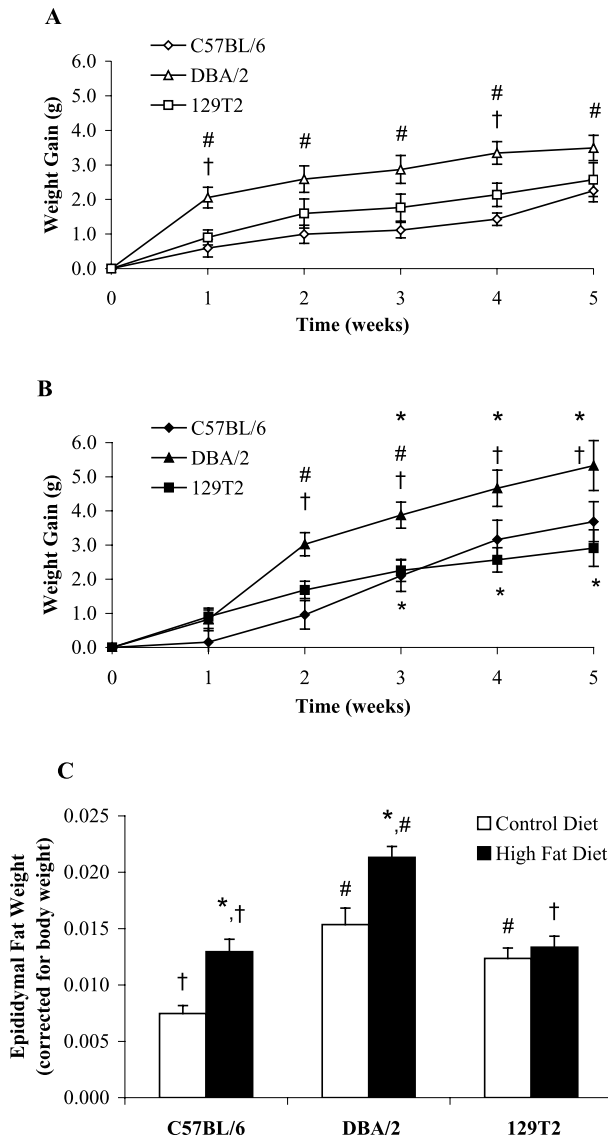 A
C57BL/6
DBA/2
129T2
Weight Gain (g)
6.0
5.0
4.0
3.0
2.0
1.0
0.0
# # # # #
† †
0 1 2 3 4 5
Time (weeks)
B
C57BL/6
DBA/2
129T2
Weight Gain (g)
6.0
5.0
4.0
3.0
2.0
1.0
0.0
* * *
# # † †
† †
* * *
0 1 2 3 4 5
Time (weeks)
C
Epididymal Fat Weight
(corrected for body weight)
0.025
0.020
0.015
0.010
0.005
0.000
Control Diet
High Fat Diet
†
*,†
#
*,#
#
†
C57BL/6 DBA/2 129T2